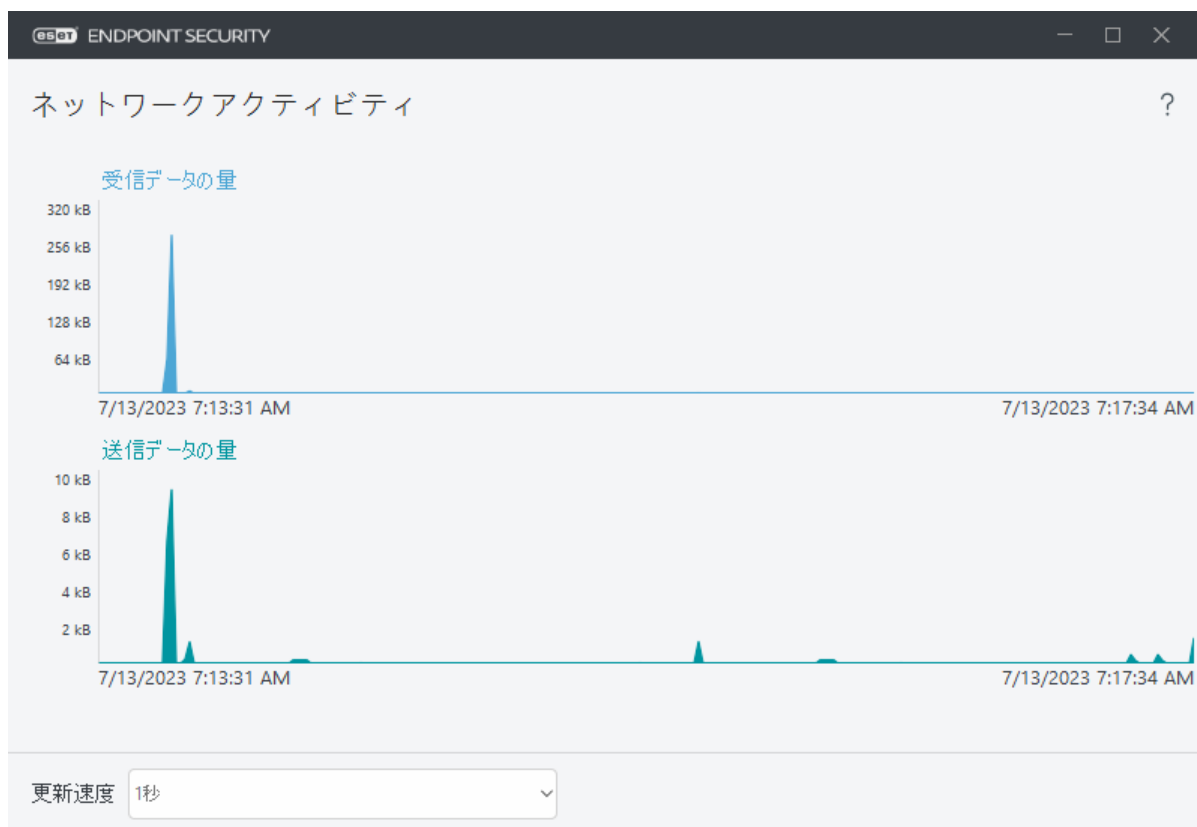 eset ENDPOINT SECURITY
ネットワークアクティビティ
?
受信データの量
320 kB
256 kB
192 kB
128 kB
64 kB
7/13/2023 7:13:31 AM 7/13/2023 7:17:34 AM
送信データの量
10 kB
8 kB
6 kB
4 kB
2 kB
7/13/2023 7:13:31 AM 7/13/2023 7:17:34 AM
更新速度 1秒